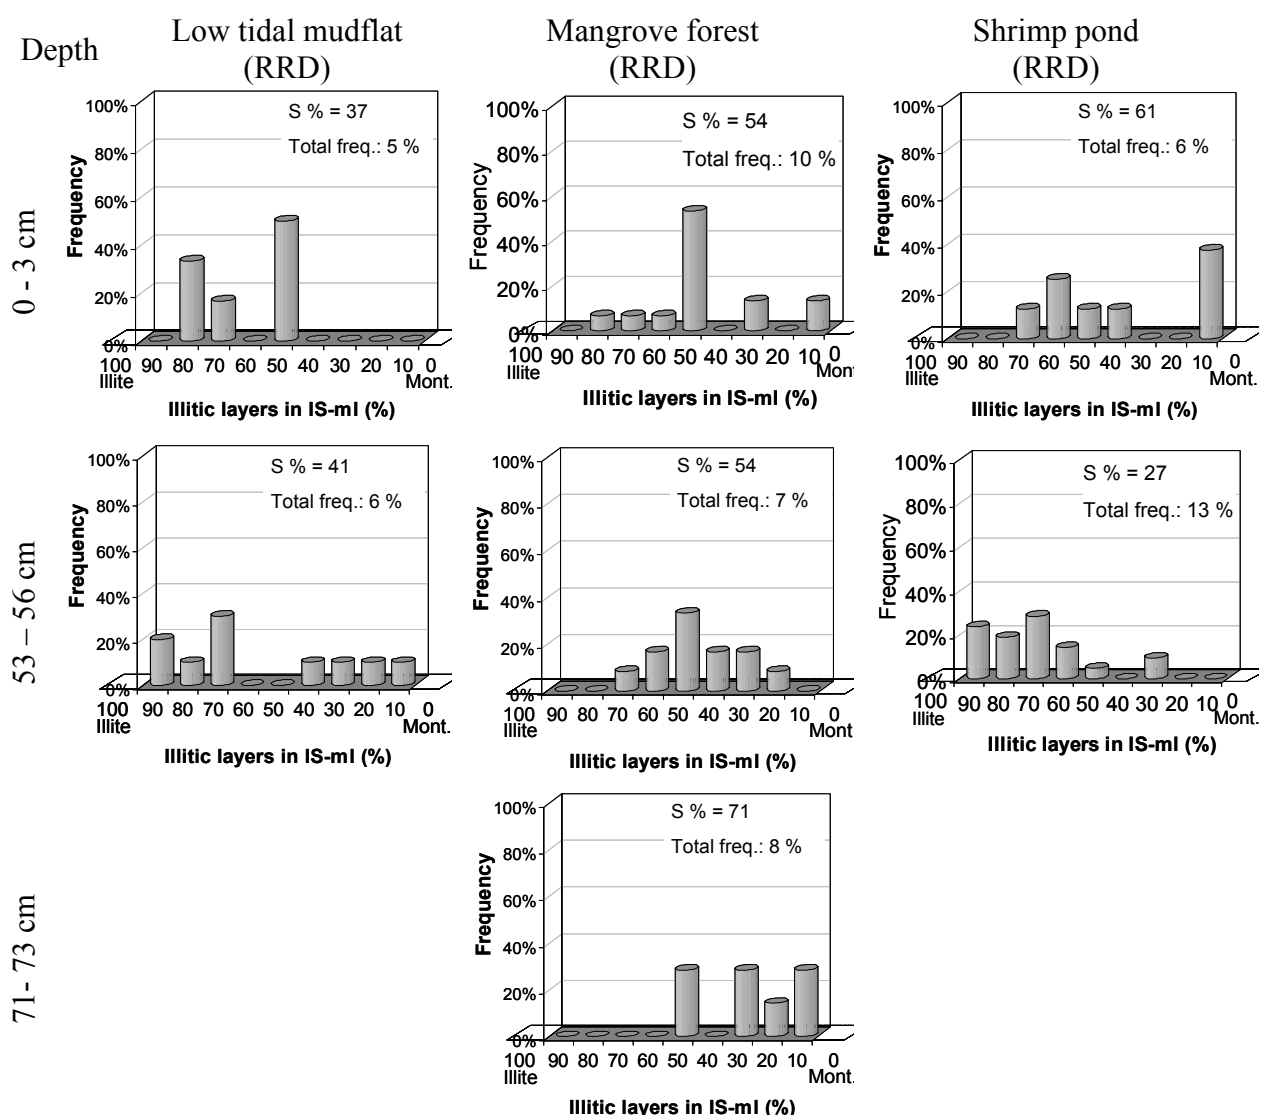 Depth
Low tidal mudflat
(RRD)
Mangrove forest
(RRD)
Shrimp pond
(RRD)
0 - 3 cm
100%
80%
60%
40%
20%
0%
Frequency
S % = 37
Total freq.: 5 %
100 90 80 70 60 50 40 30 20 10 0
Illite Mont.
Illitic layers in IS-ml (%)
100%
80%
60%
40%
20%
0%
Frequency
S % = 54
Total freq.: 10 %
100 90 80 70 60 50 40 30 20 10 0
Illite Mont
Illitic layers in IS-ml (%)
100%
80%
60%
40%
20%
0%
Frequency
S % = 61
Total freq.: 6 %
100 90 80 70 60 50 40 30 20 10 0
Illite Mont.
Illitic layers in IS-ml (%)
53 – 56 cm
100%
80%
60%
40%
20%
0%
Frequency
S % = 41
Total freq.: 6 %
100 90 80 70 60 50 40 30 20 10 0
Illite Mont.
Illitic layers in IS-ml (%)
100%
80%
60%
40%
20%
0%
Frequency
S % = 54
Total freq.: 7 %
100 90 80 70 60 50 40 30 20 10 0
Illite Mont.
Illitic layers in IS-ml (%)
100%
80%
60%
40%
20%
0%
Frequency
S % = 27
Total freq.: 13 %
100 90 80 70 60 50 40 30 20 10 0
Illite Mont.
Illitic layers in IS-ml (%)
71- 73 cm
100%
80%
60%
40%
20%
0%
Frequency
S % = 71
Total freq.: 8 %
100 90 80 70 60 50 40 30 20 10 0
Illite Mont.
Illitic layers in IS-ml (%)